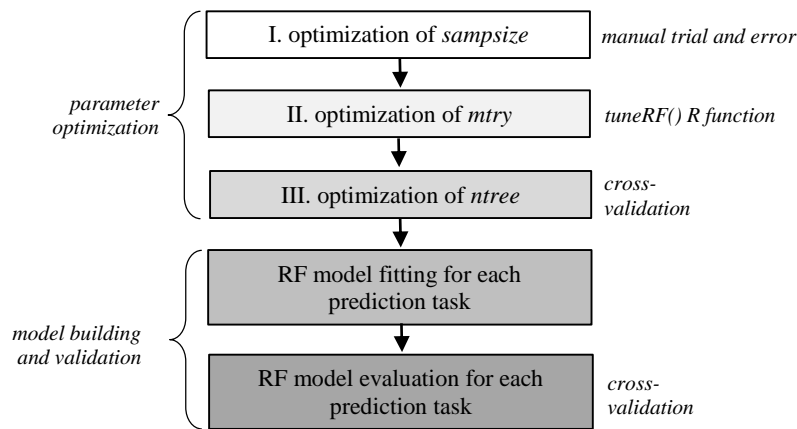 I. optimization of sampsize
manual trial and error
parameter
optimization
II. optimization of mtry
tuneRF() R function
III. optimization of ntree
cross-
validation
RF model fitting for each
prediction task
model building
and validation
RF model evaluation for each
prediction task
cross-
validation